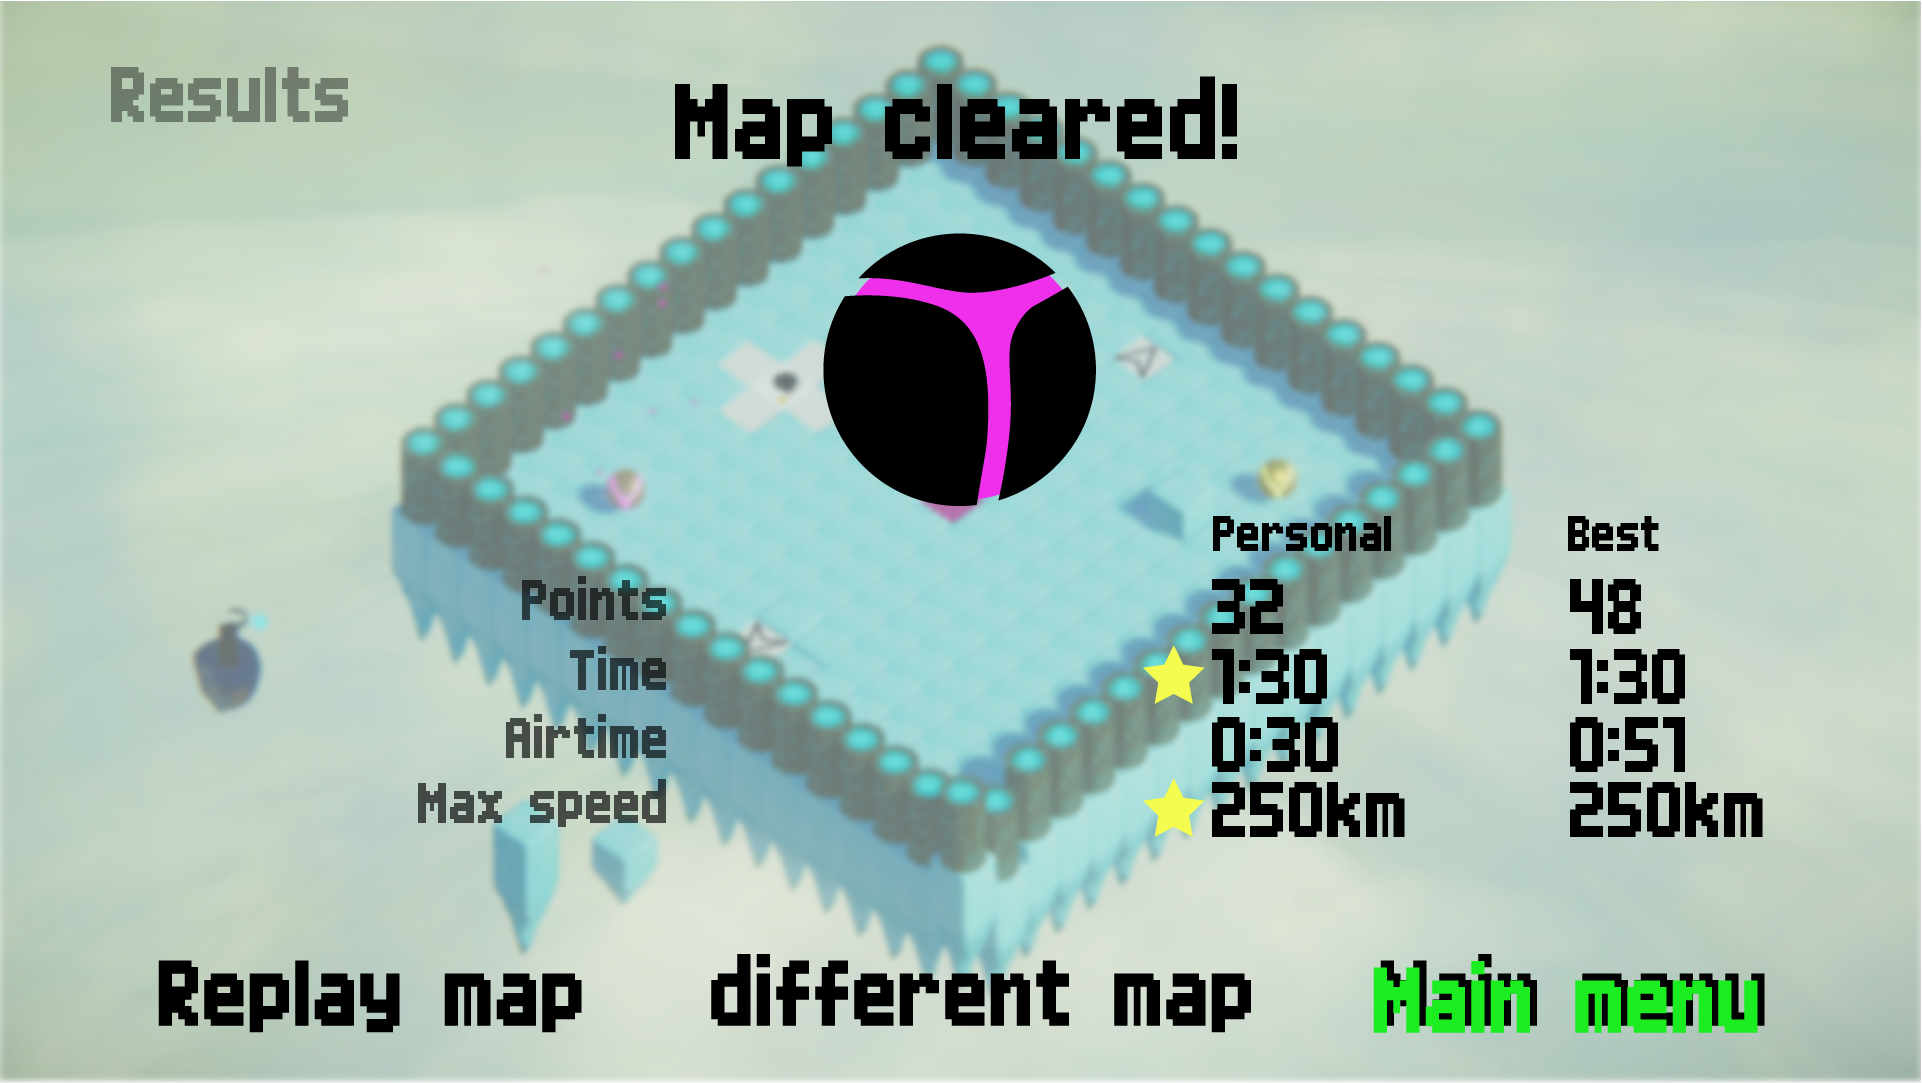 Results
Map cleared!
Personal Best
Points 32 48
Time 1:30 1:30
Airtime 0:30 0:51
Max speed 250km 250km
Replay map different map Main menu